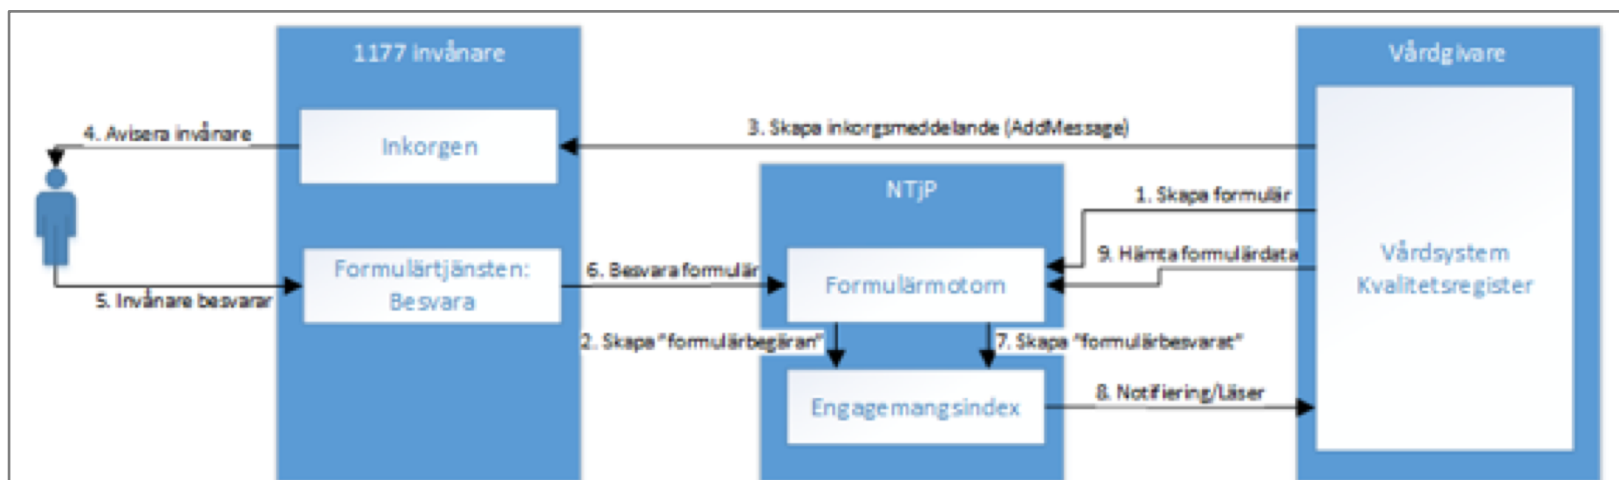 1177 invånare
Vårdgivare
4. Avisera invånare
Inkorgen
3. Skapa inkorgsmeddelande (AddMessage)
NTjP
1. Skapa formulär
9. Hämta formulärdata
Formulärtjänsten:
Besvara
6. Besvara formulär
Formulärmotorn
Vårdsystem
Kvalitetsregister
5. Invånare besvarar
2. Skapa "formulärbegäran"
7. Skapa "formulärbesvarat"
Engagemangsindex
8. Notifiering/Läser